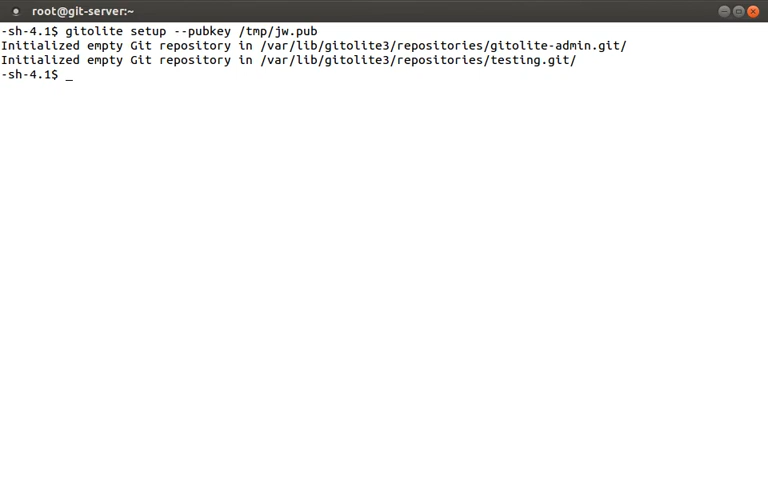 root@git-server:~
-sh-4.1$ gitolite setup --pubkey /tmp/jw.pub
Initialized empty Git repository in /var/lib/gitolite3/repositories/gitolite-admin.git/
Initialized empty Git repository in /var/lib/gitolite3/repositories/testing.git/
-sh-4.1$ _